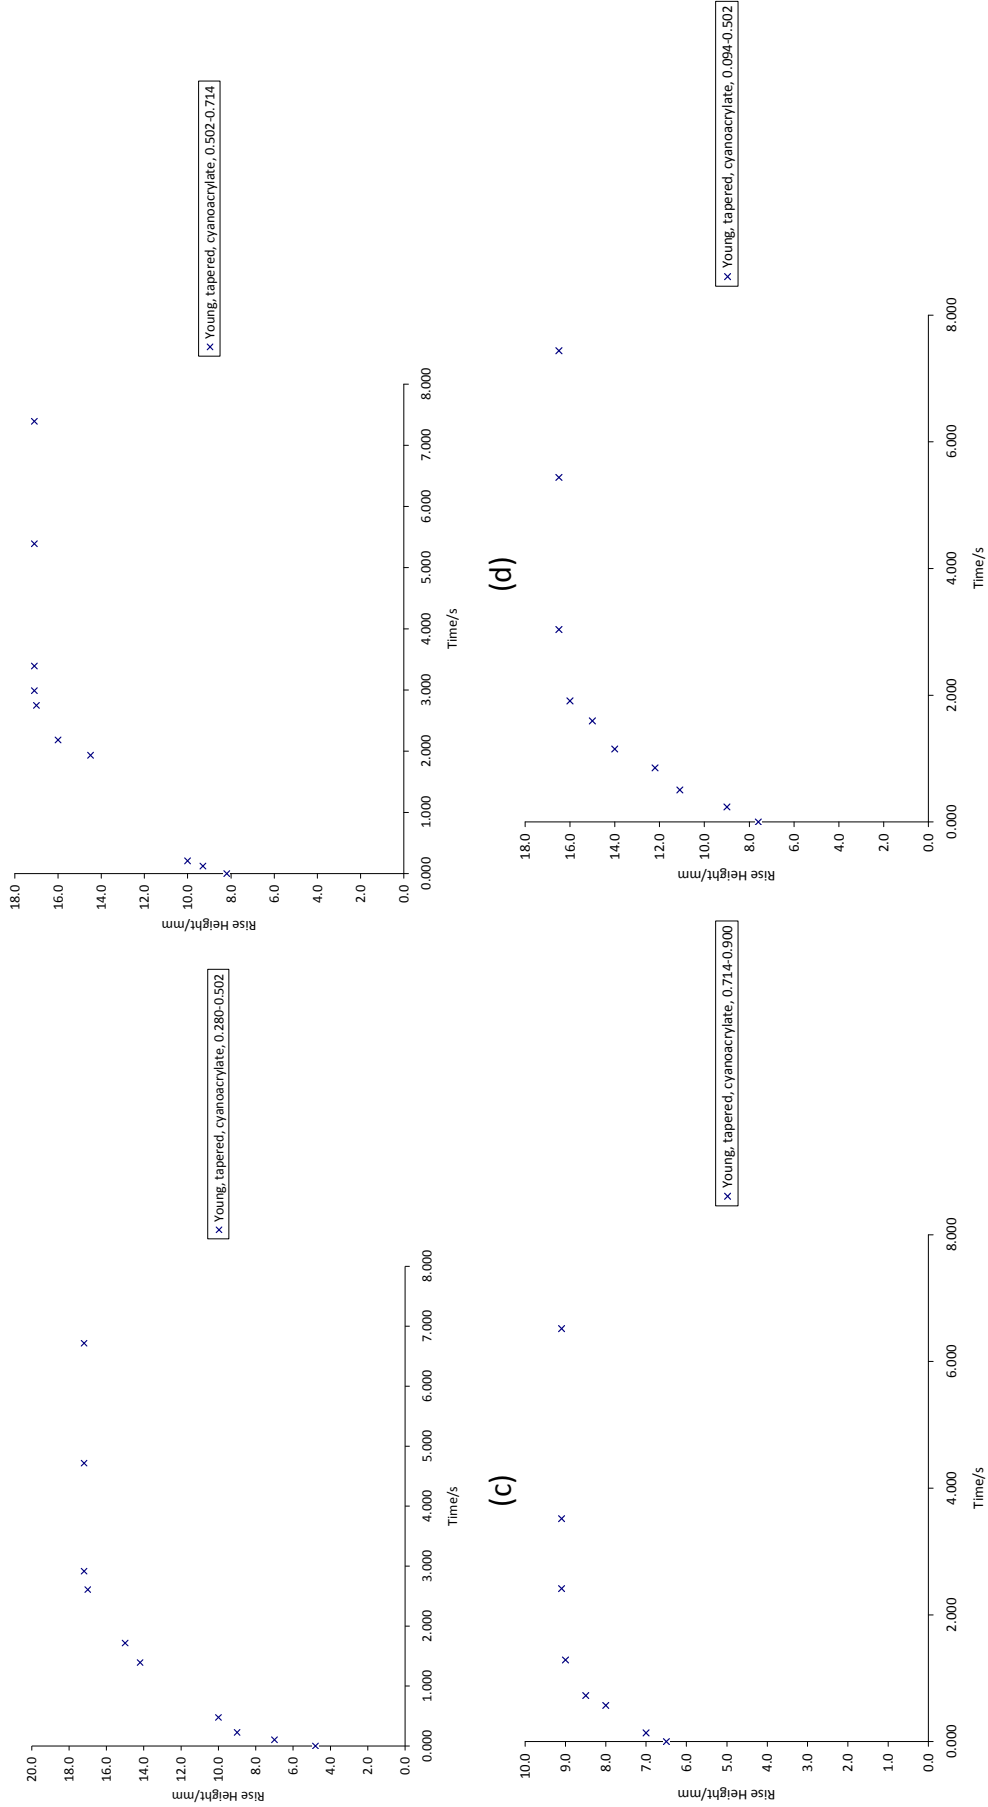 20.0
18.0
16.0
14.0
12.0
10.0
8.0
6.0
4.0
2.0
0.0
Rise Height/mm
0.000 1.000 2.000 3.000 4.000 5.000 6.000 7.000 8.000
Time/s
× Young, tapered, cyanoacrylate, 0.280-0.502
18.0
16.0
14.0
12.0
10.0
8.0
6.0
4.0
2.0
0.0
Rise Height/mm
0.000 1.000 2.000 3.000 4.000 5.000 6.000 7.000 8.000
Time/s
× Young, tapered, cyanoacrylate, 0.502-0.714
(c)
10.0
9.0
8.0
7.0
6.0
5.0
4.0
3.0
2.0
1.0
0.0
Rise Height/mm
0.000 2.000 4.000 6.000 8.000
Time/s
× Young, tapered, cyanoacrylate, 0.714-0.900
(d)
18.0
16.0
14.0
12.0
10.0
8.0
6.0
4.0
2.0
0.0
Rise Height/mm
0.000 2.000 4.000 6.000 8.000
Time/s
× Young, tapered, cyanoacrylate, 0.094-0.502